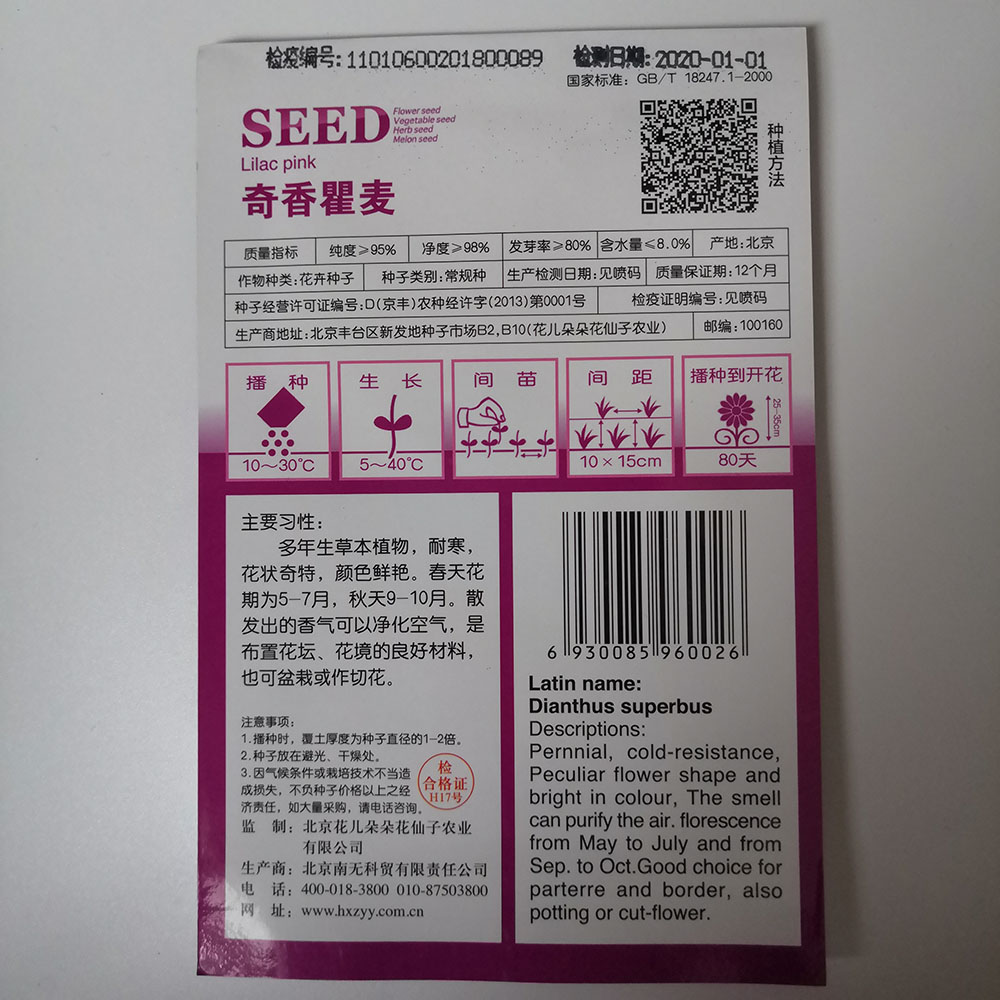 检疫编号:11010600201800089 检测日期:2020-01-01
国家标准: GB/T 18247.1-2000
SEED
Flower seed
Vegetable seed
Herb seed
Melon seed
Lilac pink
奇香瞿麦
种植方法
质量指标 纯度≥95% 净度≥98% 发芽率≥80% 含水量≤8.0% 产地:北京
作物种类:花卉种子 种子类别:常规种 生产检测日期:见喷码 质量保证期:12个月
种子经营许可证编号:D(京丰)农种经许字(2013)第0001号 检疫证明编号:见喷码
生产商地址:北京丰台区新发地种子市场B2,B10(花儿朵朵花仙子农业) 邮编:100160
播 种 生 长 间 苗 间 距 播种到开花
25-35cm
10～30℃ 5～40℃ 10×15cm 80天
主要习性:
多年生草本植物，耐寒，
花状奇特，颜色鲜艳。春天花
期为5-7月，秋天9-10月。散
发出的香气可以净化空气，是
布置花坛、花境的良好材料，
也可盆栽或作切花。
注意事项:
1.播种时，覆土厚度为种子直径的1-2倍。
2.种子放在避光、干燥处。
3.因气候条件或栽培技术不当造
成损失，不负种子价格以上之经
济责任，如大量采购，请电话咨询。
检
合格证
H17号
监 制: 北京花儿朵朵花仙子农业
有限公司
生产商: 北京南无科贸有限责任公司
电 话: 400-018-3800 010-87503800
网 址: www.hxzyy.com.cn
6 930085 960026
Latin name:
Dianthus superbus
Descriptions:
Pernnial, cold-resistance,
Peculiar flower shape and
bright in colour, The smell
can purify the air. florescence
from May to July and from
Sep. to Oct.Good choice for
parterre and border, also
potting or cut-flower.